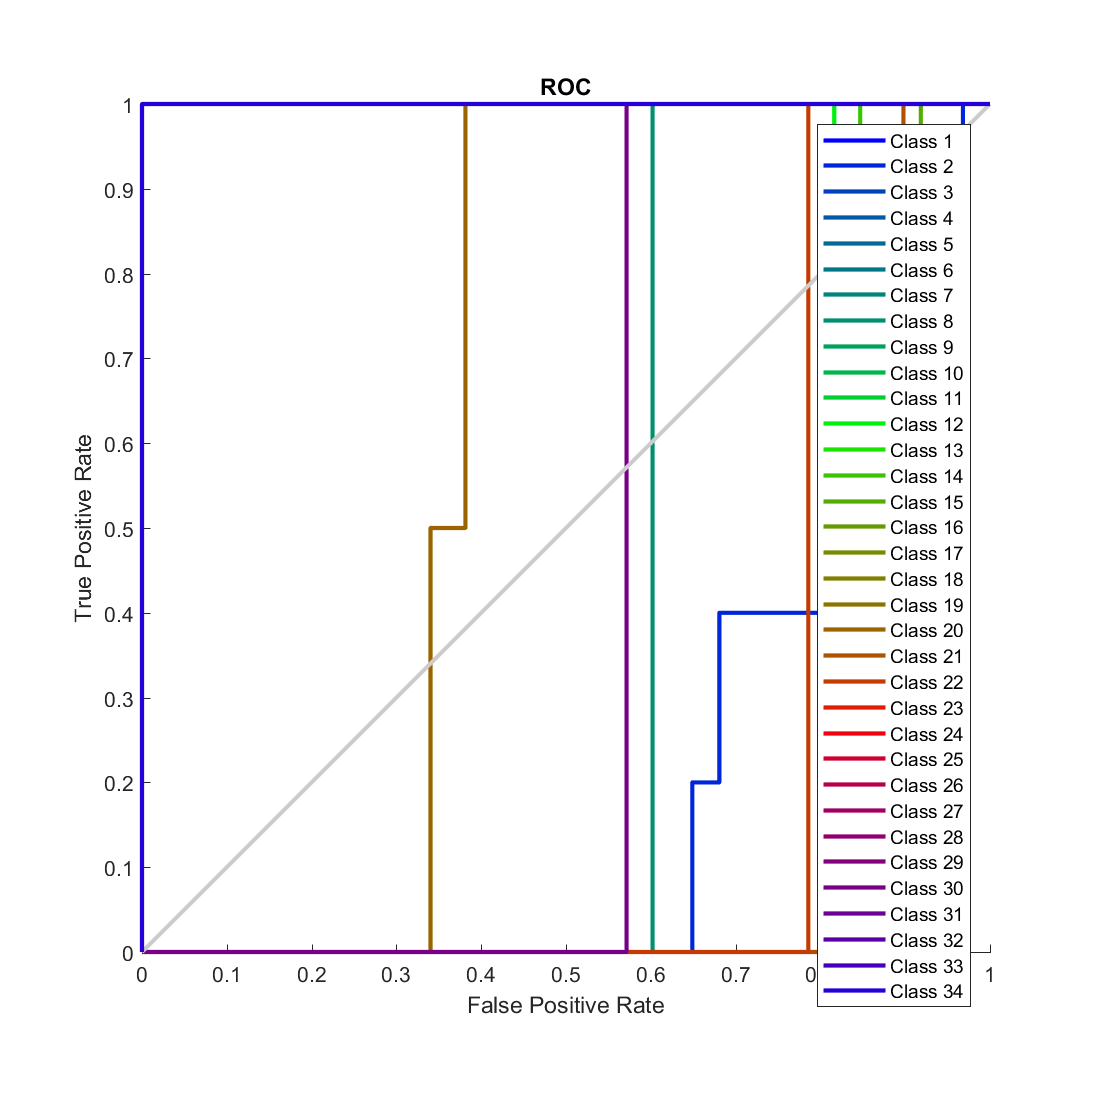 ROC
1
0.9
0.8
0.7
0.6
0.5
0.4
0.3
0.2
0.1
0
True Positive Rate
0 0.1 0.2 0.3 0.4 0.5 0.6 0.7 1
False Positive Rate
Class 1
Class 2
Class 3
Class 4
Class 5
Class 6
Class 7
Class 8
Class 9
Class 10
Class 11
Class 12
Class 13
Class 14
Class 15
Class 16
Class 17
Class 18
Class 19
Class 20
Class 21
Class 22
Class 23
Class 24
Class 25
Class 26
Class 27
Class 28
Class 29
Class 30
Class 31
Class 32
Class 33
Class 34